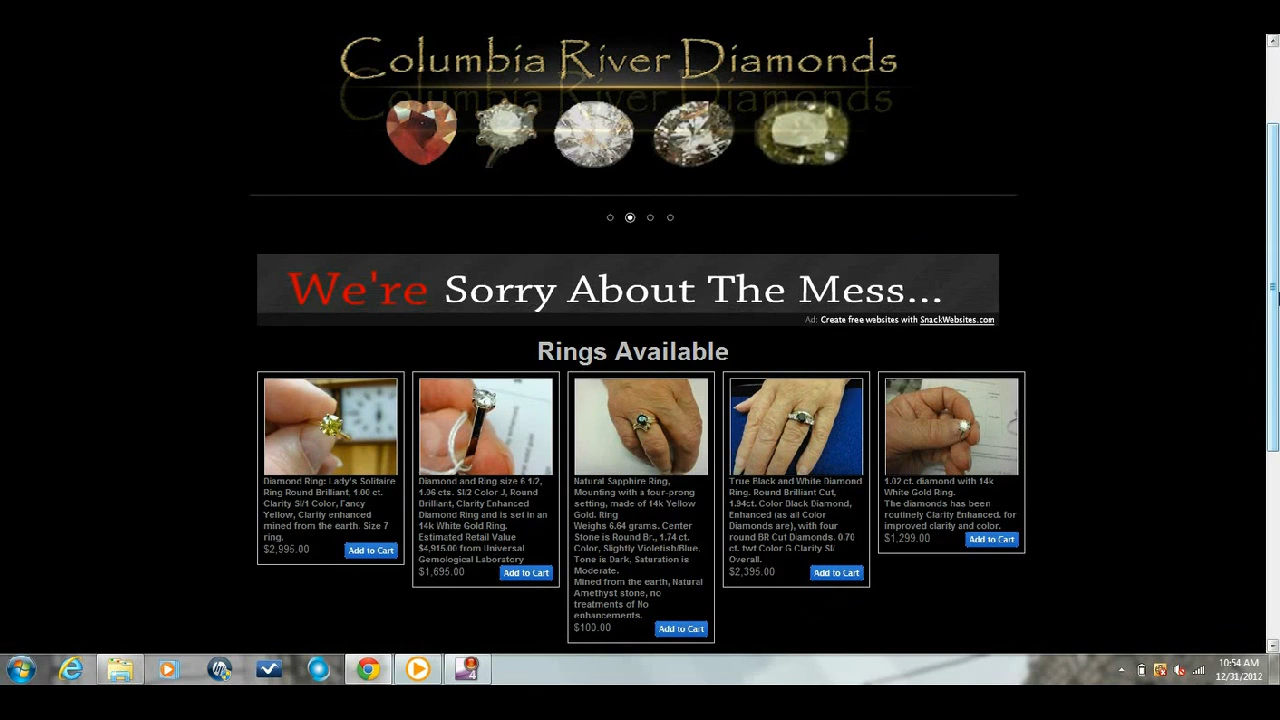 Columbia River Diamonds
We're Sorry About The Mess...
Ad: Create free websites with SnackWebsites.com
Rings Available
Diamond Ring: Lady's Solitaire
Ring Round Brilliant, 1.00 ct.
Clarity SI/1 Color, Fancy
Yellow, Clarity enhanced
mined from the earth. Size 7
ring.
$2,995.00
Add to Cart
Diamond and Ring size 6 1/2,
1.06 cts. SI2 Color J, Round
Brilliant, Clarity Enhanced
Diamond Ring and is set in an
14k White Gold Ring.
Estimated Retail Value
$4,915.00 from Universal
Gemological Laboratory
$1,695.00
Add to Cart
Natural Sapphire Ring,
Mounting with a four-prong
setting, made of 14k Yellow
Gold. Ring
Weighs 6.64 grams. Center
Stone is Round Br., 1.74 ct.
Color, Slightly Violetish/Blue.
Tone is Dark, Saturation is
Moderate.
Mined from the earth, Natural
Amethyst stone, no
treatments of No
enhancements.
$100.00
Add to Cart
True Black and White Diamond
Ring. Round Brilliant Cut,
1.94ct. Color Black Diamond,
Enhanced (as all Color
Diamonds are), with four
round BR Cut Diamonds. 0.70
ct. twt Color G Clarity SI/
Overall.
$2,395.00
Add to Cart
1.02 ct. diamond with 14k
White Gold Ring.
The diamonds has been
routinely Clarity Enhanced. for
improved clarity and color.
$1,299.00
Add to Cart
10:54 AM
12/31/2012